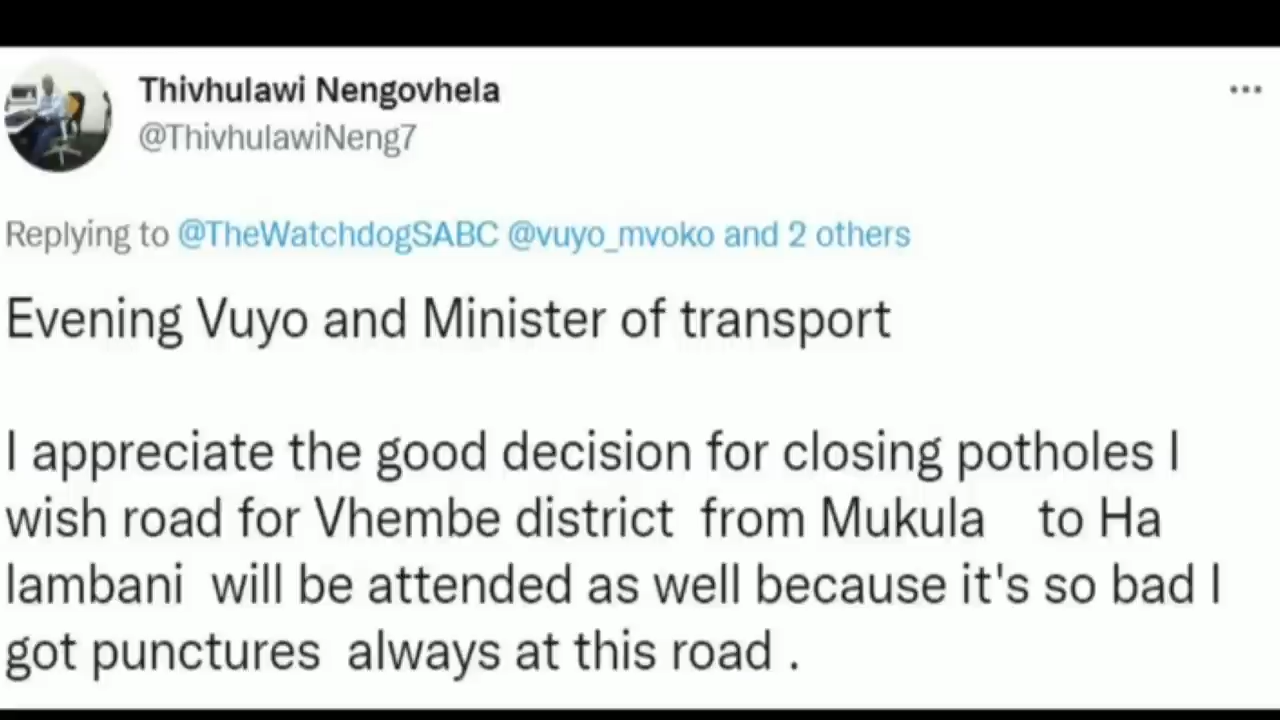 Thivhulawi Nengovhela
@ThivhulawiNeng7
Replying to @TheWatchdogSABC @vuyo_mvoko and 2 others
Evening Vuyo and Minister of transport
I appreciate the good decision for closing potholes I
wish road for Vhembe district from Mukula to Ha
lambani will be attended as well because it's so bad I
got punctures always at this road .